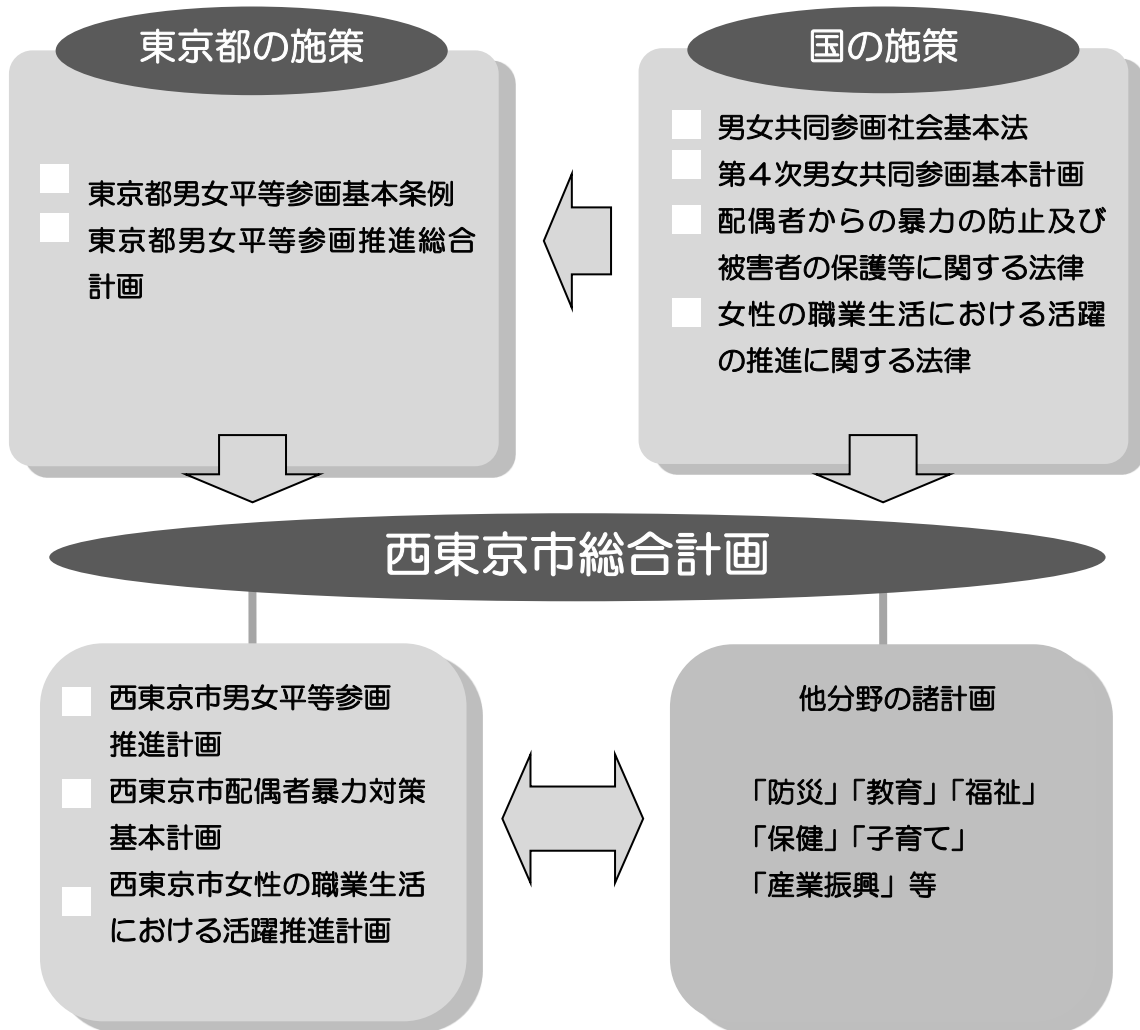 東京都の施策
東京都男女平等参画基本条例
東京都男女平等参画推進総合
計画
国の施策
男女共同参画社会基本法
第４次男女共同参画基本計画
配偶者からの暴力の防止及び
被害者の保護等に関する法律
女性の職業生活における活躍
の推進に関する法律
西東京市総合計画
西東京市男女平等参画
推進計画
西東京市配偶者暴力対策
基本計画
西東京市女性の職業生活
における活躍推進計画
他分野の諸計画
「防災」「教育」「福祉」
「保健」「子育て」
「産業振興」等